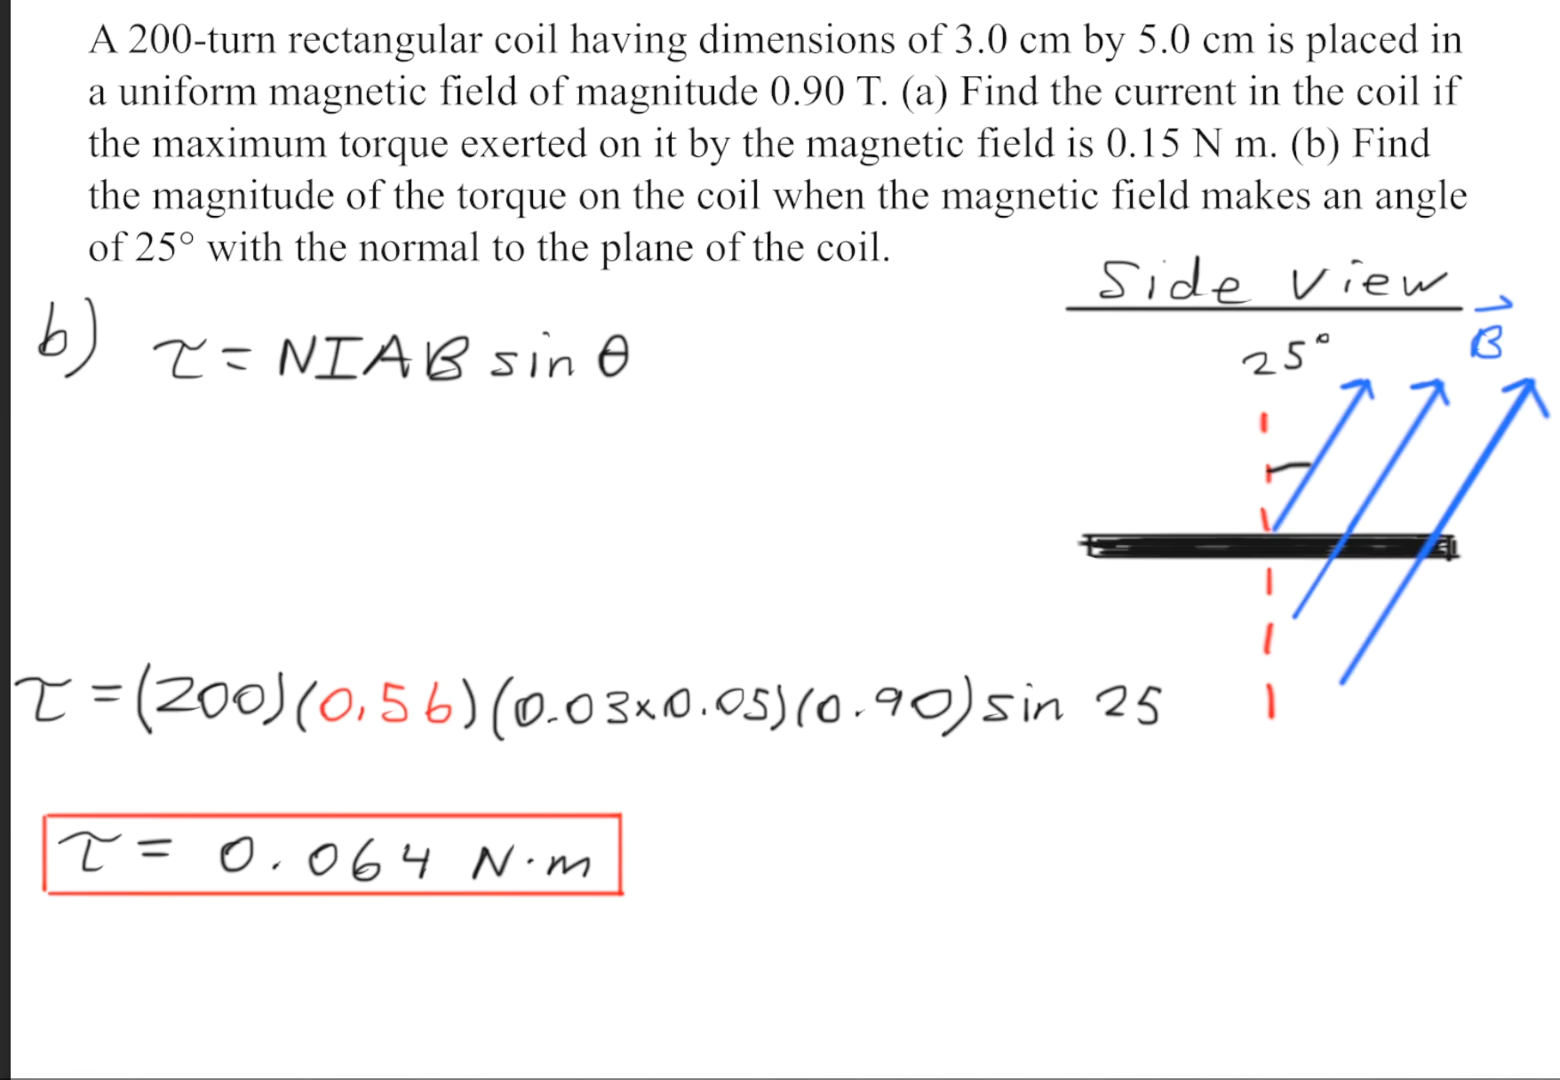 A 200-turn rectangular coil having dimensions of 3.0 cm by 5.0 cm is placed in
a uniform magnetic field of magnitude 0.90 T. (a) Find the current in the coil if
the maximum torque exerted on it by the magnetic field is 0.15 N m. (b) Find
the magnitude of the torque on the coil when the magnetic field makes an angle
of 25° with the normal to the plane of the coil.
Side View
b) τ = NIAB sin θ
25°
B⃗
τ = (200)(0.56)(0.03x0.05)(0.90) sin 25
τ = 0.064 N·m